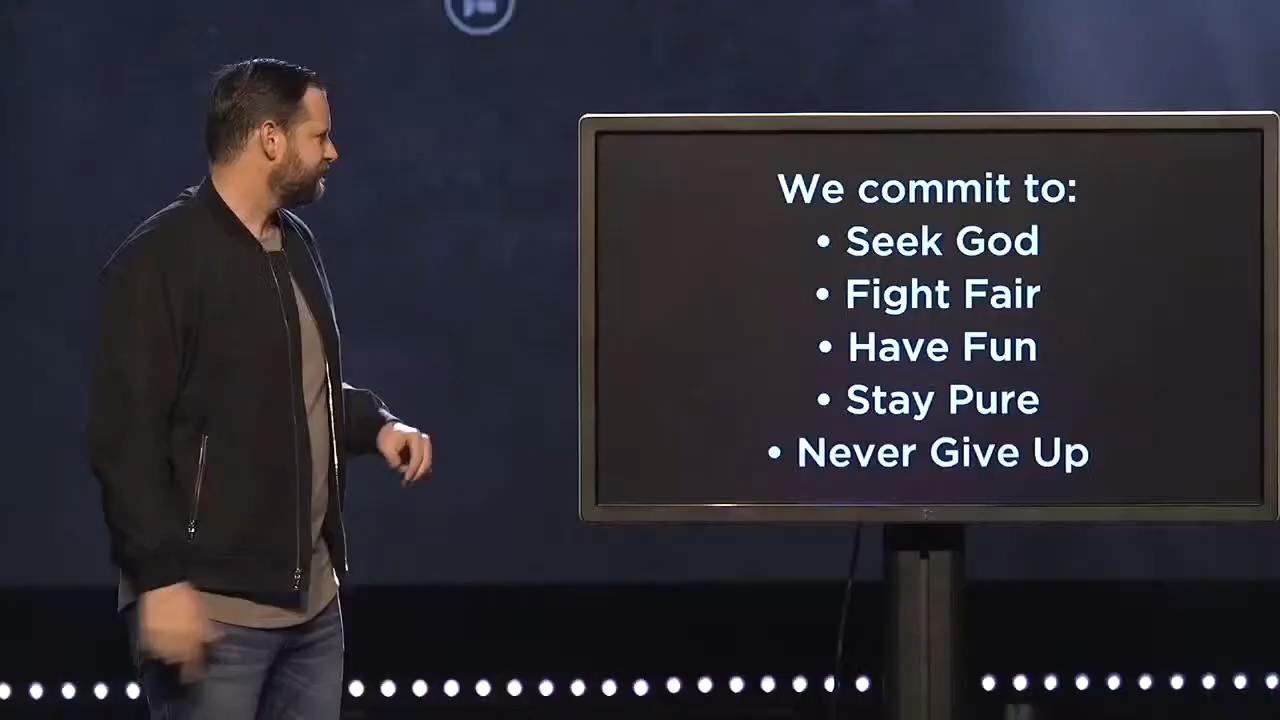 We commit to:
• Seek God
• Fight Fair
• Have Fun
• Stay Pure
• Never Give Up